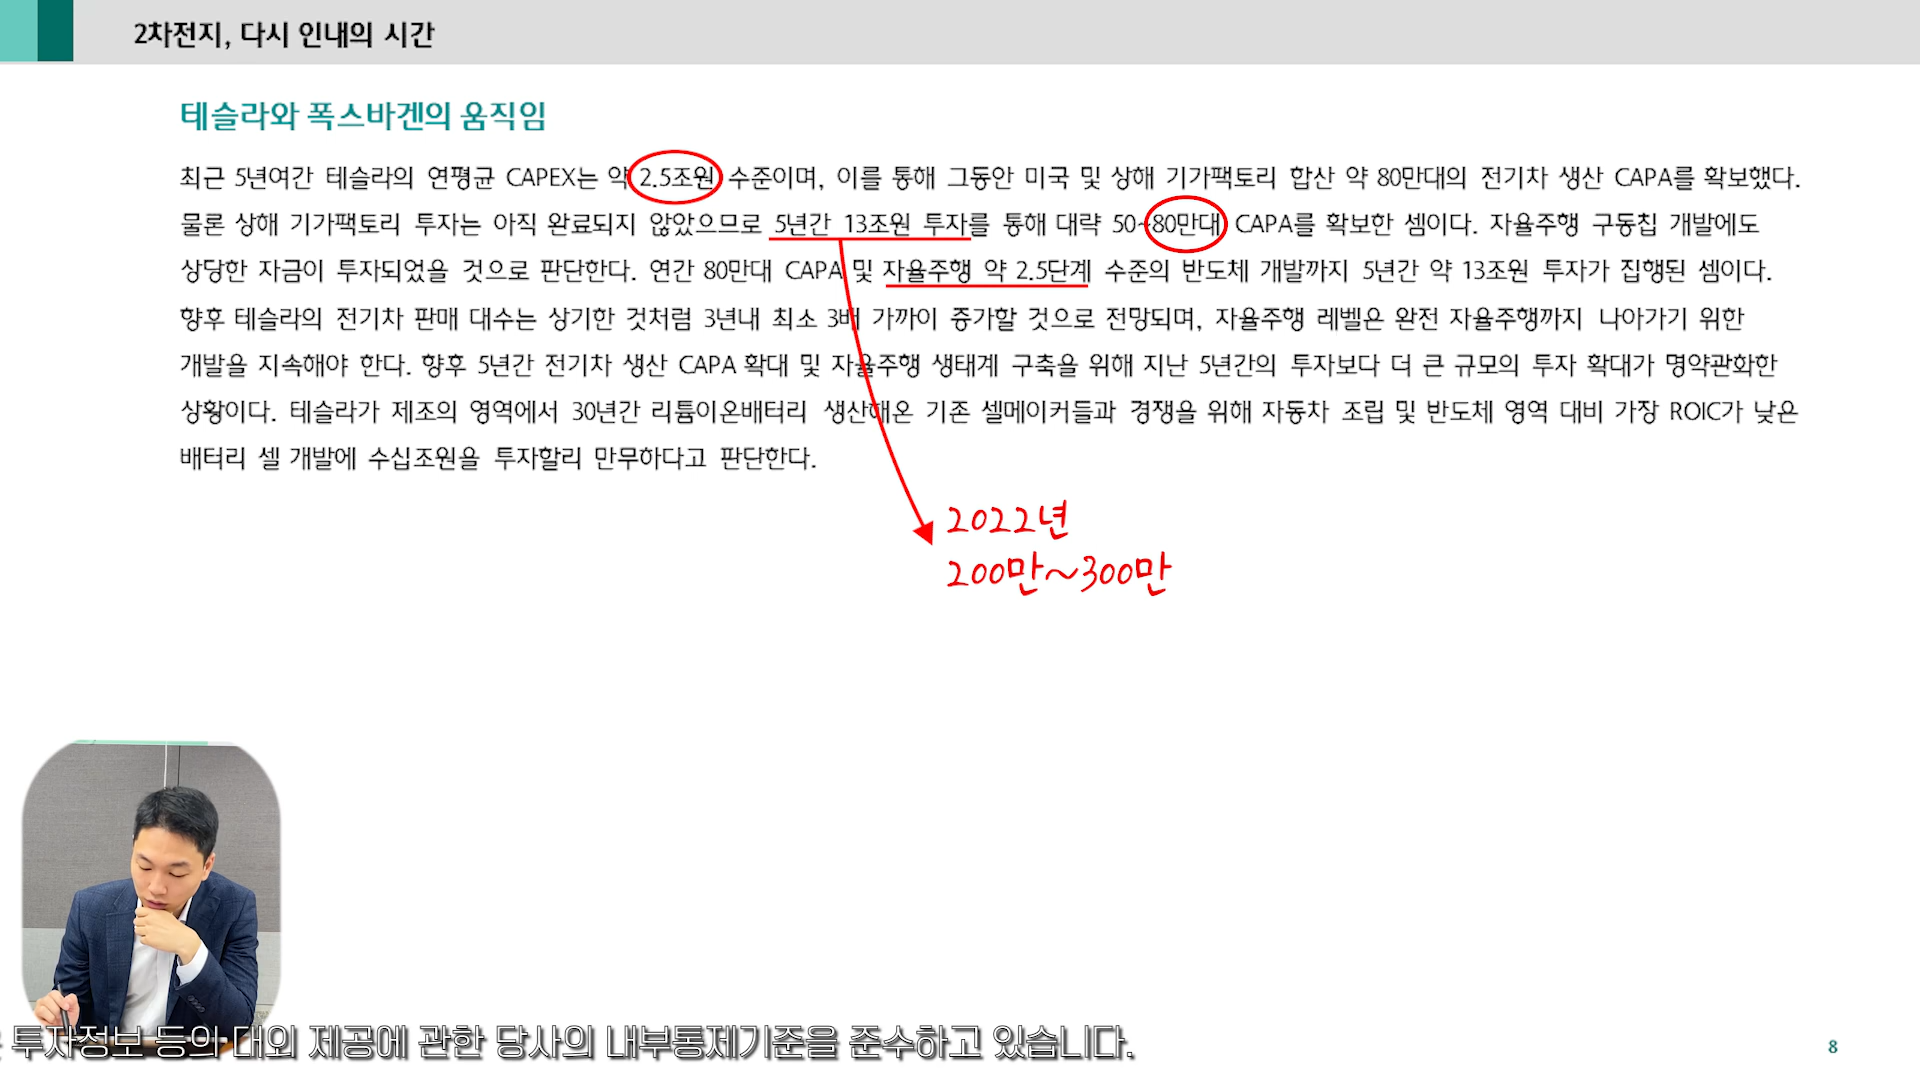 2차전지, 다시 인내의 시간
테슬라와 폭스바겐의 움직임
최근 5년여간 테슬라의 연평균 CAPEX는 약 2.5조원 수준이며, 이를 통해 그동안 미국 및 상해 기가팩토리 합산 약 80만대의 전기차 생산 CAPA를 확보했다.
물론 상해 기가팩토리 투자는 아직 완료되지 않았으므로 5년간 13조원 투자를 통해 대략 50~80만대 CAPA를 확보한 셈이다. 자율주행 구동칩 개발에도
상당한 자금이 투자되었을 것으로 판단한다. 연간 80만대 CAPA 및 자율주행 약 2.5단계 수준의 반도체 개발까지 5년간 약 13조원 투자가 집행된 셈이다.
향후 테슬라의 전기차 판매 대수는 상기한 것처럼 3년내 최소 3배 가까이 증가할 것으로 전망되며, 자율주행 레벨은 완전 자율주행까지 나아가기 위한
개발을 지속해야 한다. 향후 5년간 전기차 생산 CAPA 확대 및 자율주행 생태계 구축을 위해 지난 5년간의 투자보다 더 큰 규모의 투자 확대가 명약관화한
상황이다. 테슬라가 제조의 영역에서 30년간 리튬이온배터리 생산해온 기존 셀메이커들과 경쟁을 위해 자동차 조립 및 반도체 영역 대비 가장 ROIC가 낮은
배터리 셀 개발에 수십조원을 투자할리 만무하다고 판단한다.
2022년
200만~300만
투자정보 등의 대외 제공에 관한 당사의 내부통제기준을 준수하고 있습니다.
8